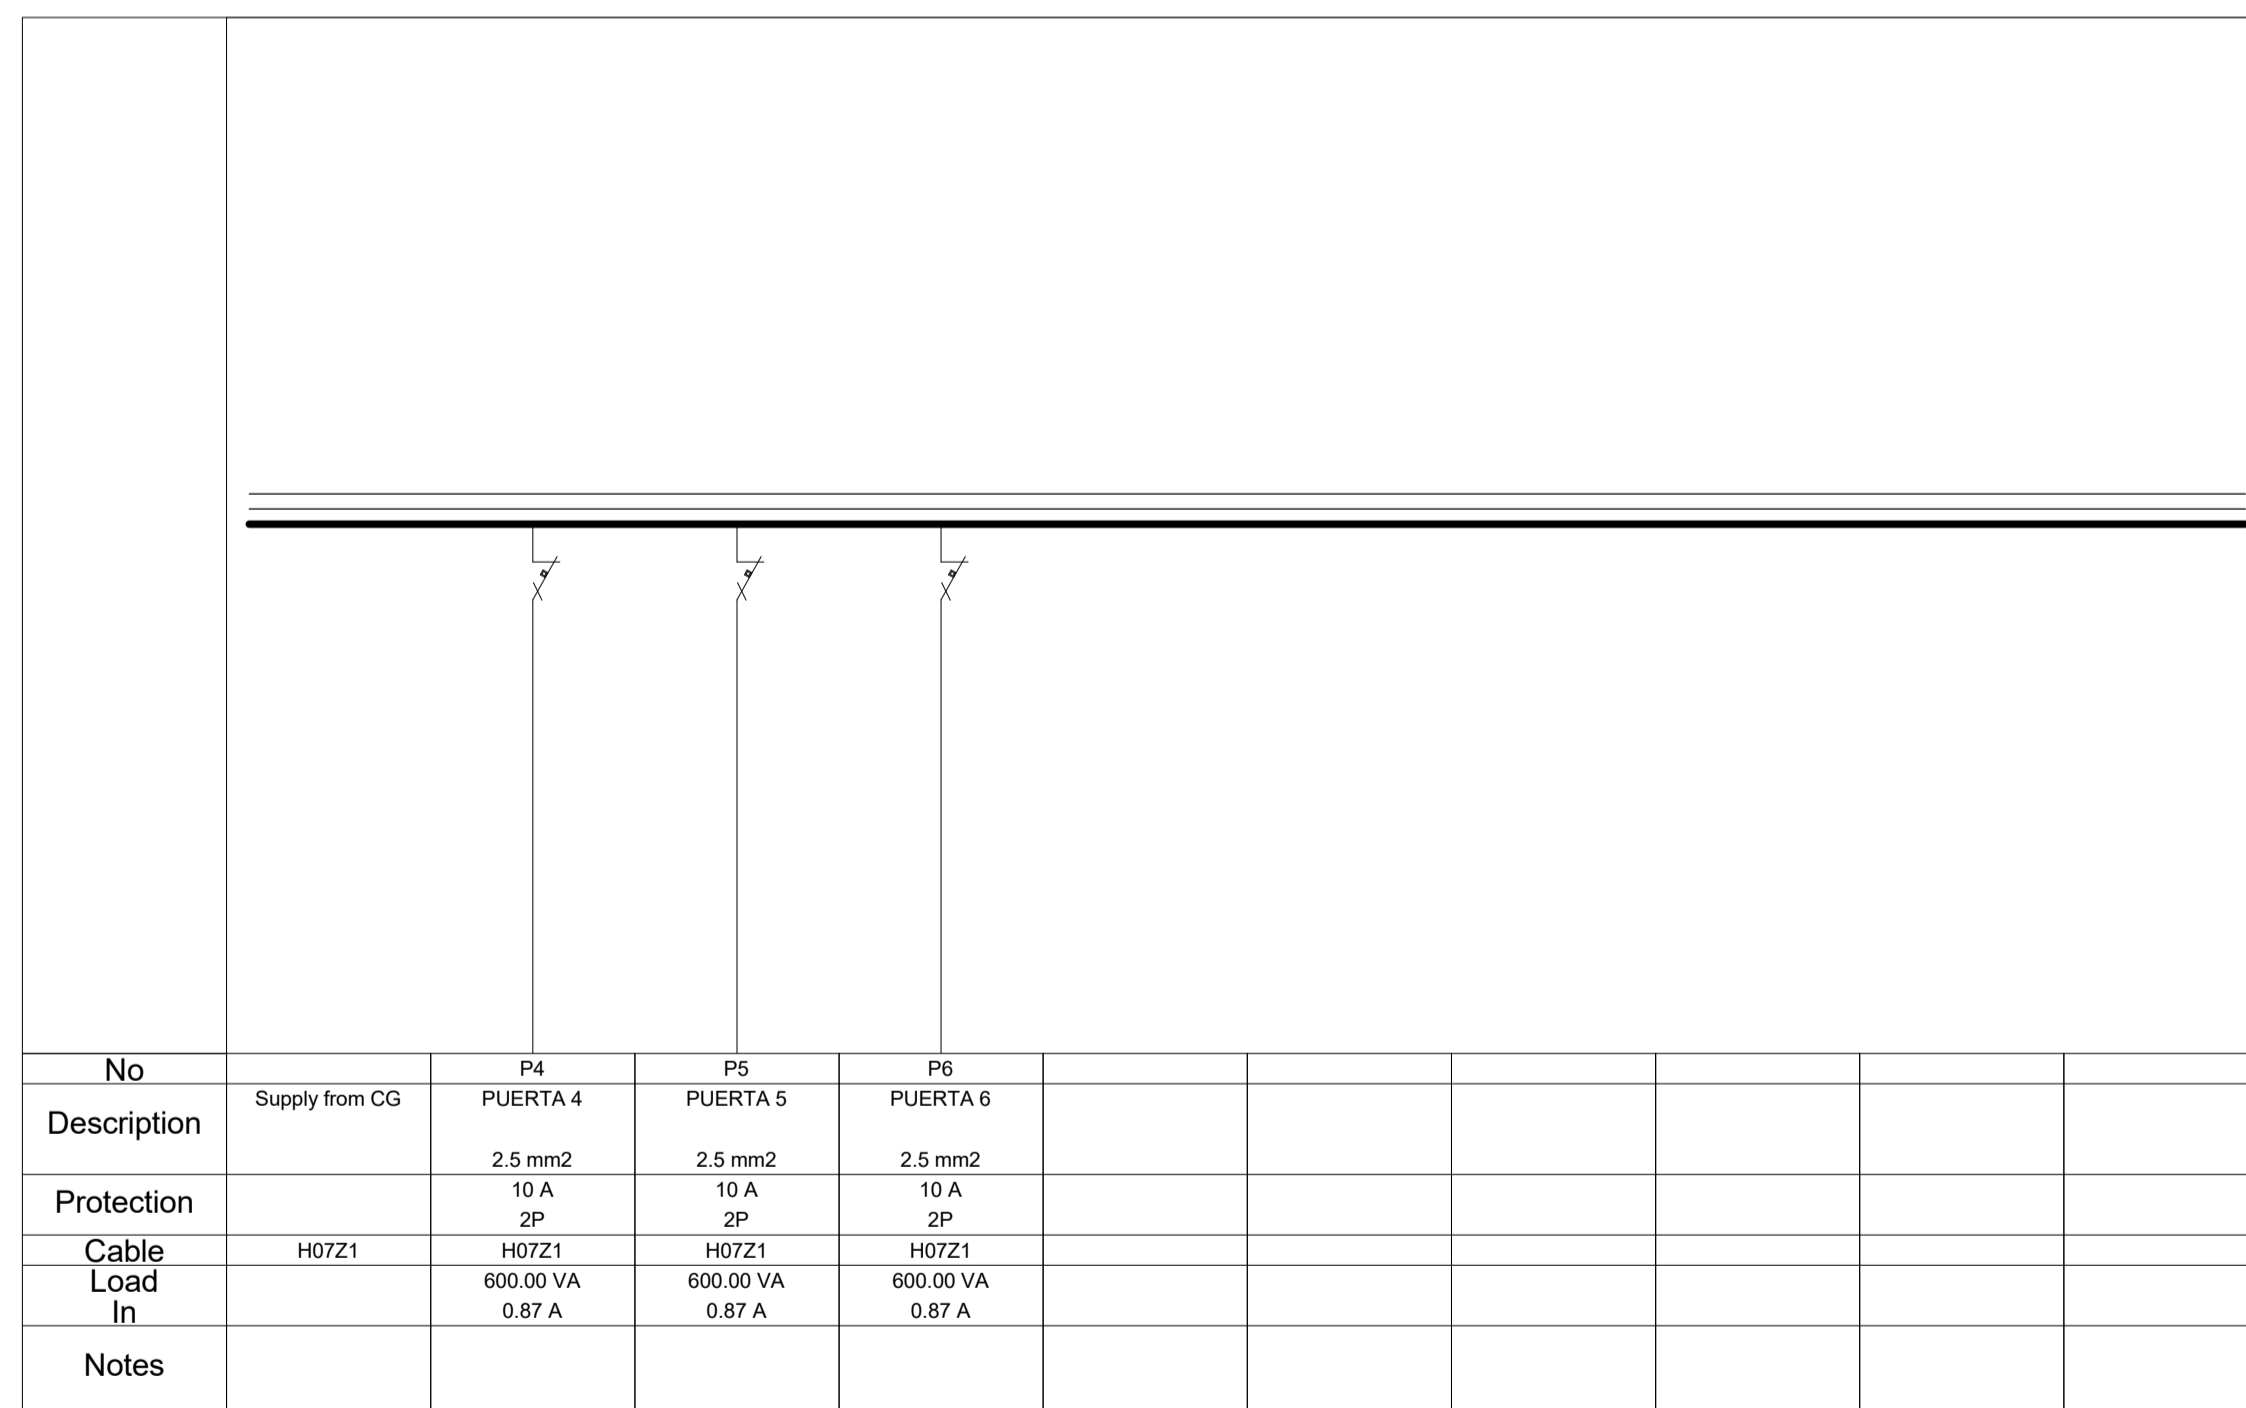 No P4 P5 P6
Description Supply from CG PUERTA 4 PUERTA 5 PUERTA 6
2.5 mm2 2.5 mm2 2.5 mm2
Protection 10 A 10 A 10 A
2P 2P 2P
Cable H07Z1 H07Z1 H07Z1 H07Z1
Load 600.00 VA 600.00 VA 600.00 VA
In 0.87 A 0.87 A 0.87 A
Notes